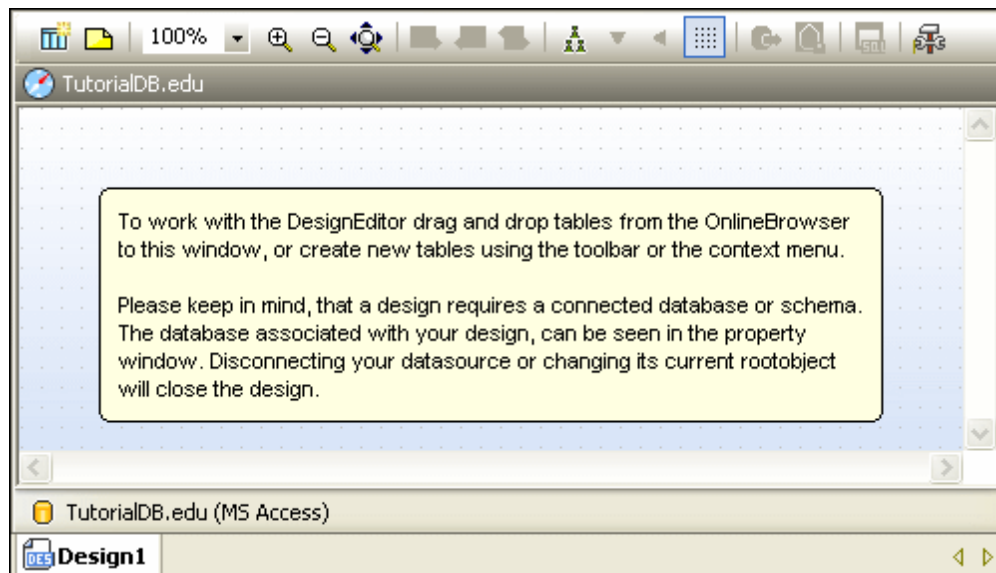 100%
SQL
TutorialDB.edu
To work with the DesignEditor drag and drop tables from the OnlineBrowser
to this window, or create new tables using the toolbar or the context menu.
Please keep in mind, that a design requires a connected database or schema.
The database associated with your design, can be seen in the property
window. Disconnecting your datasource or changing its current rootobject
will close the design.
TutorialDB.edu (MS Access)
DES Design1